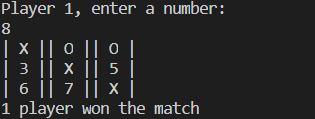 Player 1, enter a number:
8
| X || O || O |
| 3 || X || 5 |
| 6 || 7 || X |
1 player won the match